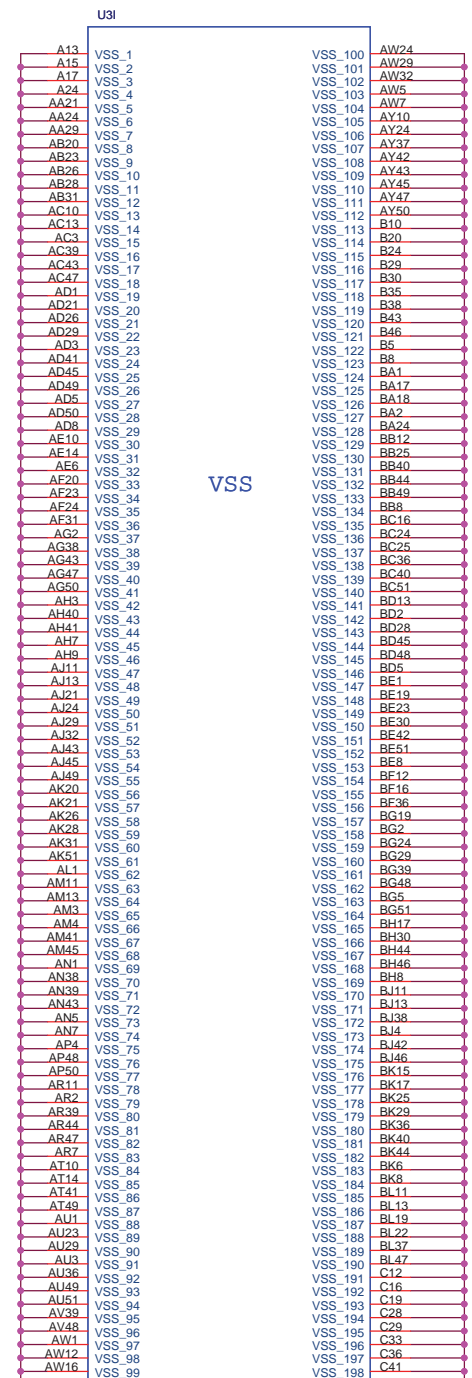 U3I
A13 VSS_1 VSS_100 AW24
A15 VSS_2 VSS_101 AW29
A17 VSS_3 VSS_102 AW32
A24 VSS_4 VSS_103 AW5
AA21 VSS_5 VSS_104 AW7
AA24 VSS_6 VSS_105 AY10
AA29 VSS_7 VSS_106 AY24
AB20 VSS_8 VSS_107 AY37
AB23 VSS_9 VSS_108 AY42
AB26 VSS_10 VSS_109 AY43
AB28 VSS_11 VSS_110 AY45
AB31 VSS_12 VSS_111 AY47
AC10 VSS_13 VSS_112 AY50
AC13 VSS_14 VSS_113 B10
AC3 VSS_15 VSS_114 B20
AC39 VSS_16 VSS_115 B24
AC43 VSS_17 VSS_116 B29
AC47 VSS_18 VSS_117 B30
AD1 VSS_19 VSS_118 B35
AD21 VSS_20 VSS_119 B38
AD26 VSS_21 VSS_120 B43
AD29 VSS_22 VSS_121 B46
AD3 VSS_23 VSS_122 B5
AD41 VSS_24 VSS_123 B8
AD45 VSS_25 VSS_124 BA1
AD49 VSS_26 VSS_125 BA17
AD5 VSS_27 VSS_126 BA18
AD50 VSS_28 VSS_127 BA2
AD8 VSS_29 VSS_128 BA24
AE10 VSS_30 VSS_129 BB12
AE14 VSS_31 VSS_130 BB25
AE6 VSS_32 VSS_131 BB40
AF20 VSS_33 VSS VSS_132 BB44
AF23 VSS_34 VSS_133 BB49
AF24 VSS_35 VSS_134 BB8
AF31 VSS_36 VSS_135 BC16
AG2 VSS_37 VSS_136 BC24
AG38 VSS_38 VSS_137 BC25
AG43 VSS_39 VSS_138 BC36
AG47 VSS_40 VSS_139 BC40
AG50 VSS_41 VSS_140 BC51
AH3 VSS_42 VSS_141 BD13
AH40 VSS_43 VSS_142 BD2
AH41 VSS_44 VSS_143 BD28
AH7 VSS_45 VSS_144 BD45
AH9 VSS_46 VSS_145 BD48
AJ11 VSS_47 VSS_146 BD5
AJ13 VSS_48 VSS_147 BE1
AJ21 VSS_49 VSS_148 BE19
AJ24 VSS_50 VSS_149 BE23
AJ29 VSS_51 VSS_150 BE30
AJ32 VSS_52 VSS_151 BE42
AJ43 VSS_53 VSS_152 BE51
AJ45 VSS_54 VSS_153 BE8
AJ49 VSS_55 VSS_154 BF12
AK20 VSS_56 VSS_155 BF16
AK21 VSS_57 VSS_156 BF36
AK26 VSS_58 VSS_157 BG19
AK28 VSS_59 VSS_158 BG2
AK31 VSS_60 VSS_159 BG24
AK51 VSS_61 VSS_160 BG29
AL1 VSS_62 VSS_161 BG39
AM11 VSS_63 VSS_162 BG48
AM13 VSS_64 VSS_163 BG5
AM3 VSS_65 VSS_164 BG51
AM4 VSS_66 VSS_165 BH17
AM41 VSS_67 VSS_166 BH30
AM45 VSS_68 VSS_167 BH44
AN1 VSS_69 VSS_168 BH46
AN38 VSS_70 VSS_169 BH8
AN39 VSS_71 VSS_170 BJ11
AN43 VSS_72 VSS_171 BJ13
AN5 VSS_73 VSS_172 BJ38
AN7 VSS_74 VSS_173 BJ4
AP4 VSS_75 VSS_174 BJ42
AP48 VSS_76 VSS_175 BJ46
AP50 VSS_77 VSS_176 BK15
AR11 VSS_78 VSS_177 BK17
AR2 VSS_79 VSS_178 BK25
AR39 VSS_80 VSS_179 BK29
AR44 VSS_81 VSS_180 BK36
AR47 VSS_82 VSS_181 BK40
AR7 VSS_83 VSS_182 BK44
AT10 VSS_84 VSS_183 BK6
AT14 VSS_85 VSS_184 BK8
AT41 VSS_86 VSS_185 BL11
AT49 VSS_87 VSS_186 BL13
AU1 VSS_88 VSS_187 BL19
AU23 VSS_89 VSS_188 BL22
AU29 VSS_90 VSS_189 BL37
AU3 VSS_91 VSS_190 BL47
AU36 VSS_92 VSS_191 C12
AU49 VSS_93 VSS_192 C16
AU51 VSS_94 VSS_193 C19
AV39 VSS_95 VSS_194 C28
AV48 VSS_96 VSS_195 C29
AW1 VSS_97 VSS_196 C33
AW12 VSS_98 VSS_197 C36
AW16 VSS_99 VSS_198 C41